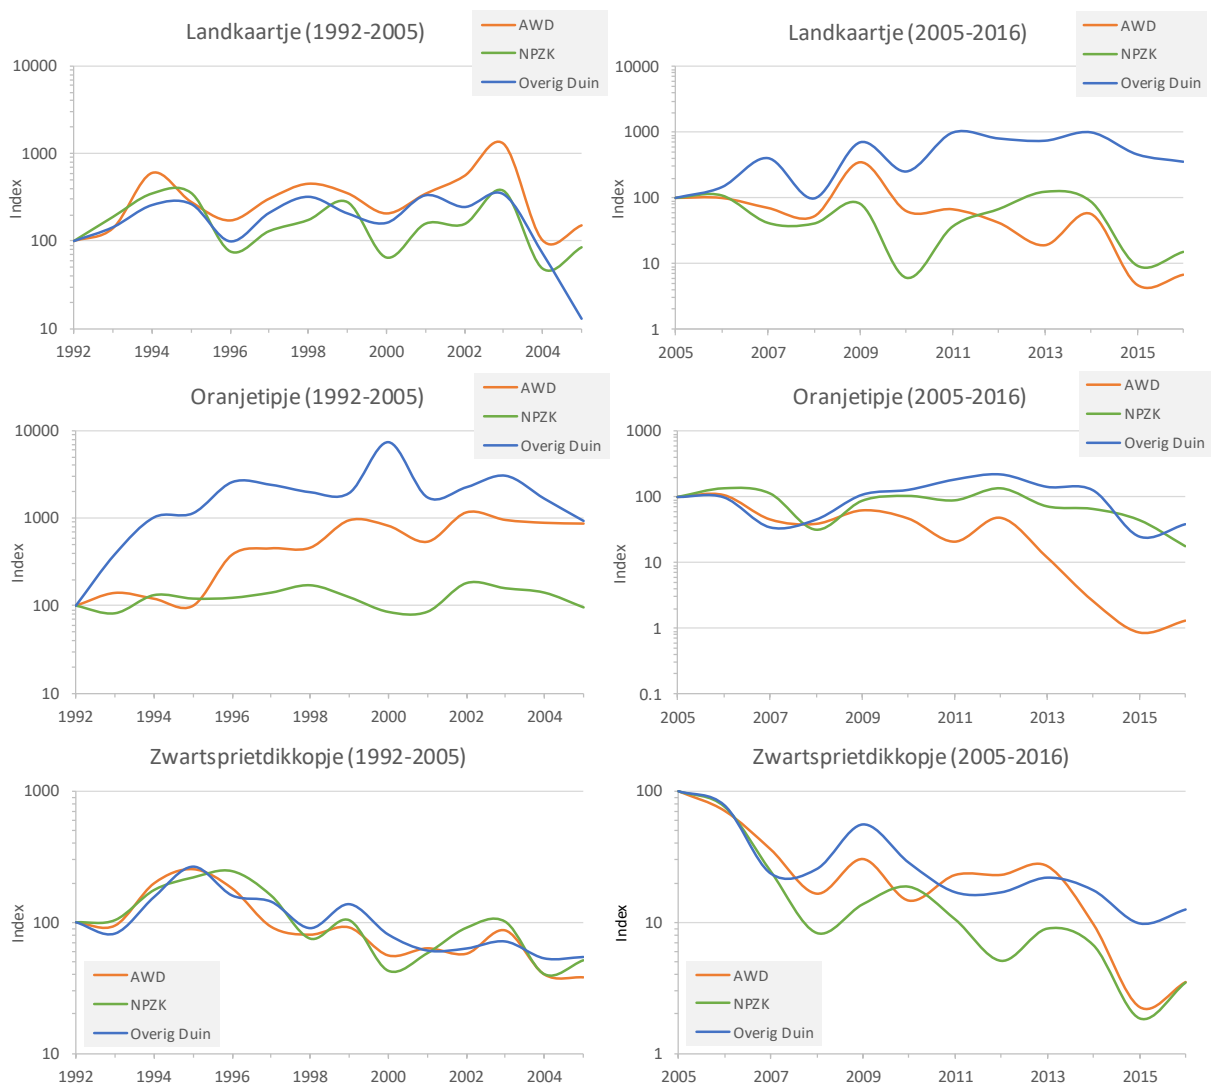 Landkaartje (1992-2005)
AWD
NPZK
Overig Duin
Index
10000
1000
100
10
1992 1994 1996 1998 2000 2002 2004
Landkaartje (2005-2016)
AWD
NPZK
Overig Duin
Index
10000
1000
100
10
1
2005 2007 2009 2011 2013 2015
Oranjetipje (1992-2005)
AWD
NPZK
Overig Duin
Index
10000
1000
100
10
1992 1994 1996 1998 2000 2002 2004
Oranjetipje (2005-2016)
AWD
NPZK
Overig Duin
Index
1000
100
10
1
0.1
2005 2007 2009 2011 2013 2015
Zwartsprietdikkopje (1992-2005)
Index
1000
100
10
AWD
NPZK
Overig Duin
1992 1994 1996 1998 2000 2002 2004
Zwartsprietdikkopje (2005-2016)
Index
100
10
1
AWD
NPZK
Overig Duin
2005 2007 2009 2011 2013 2015